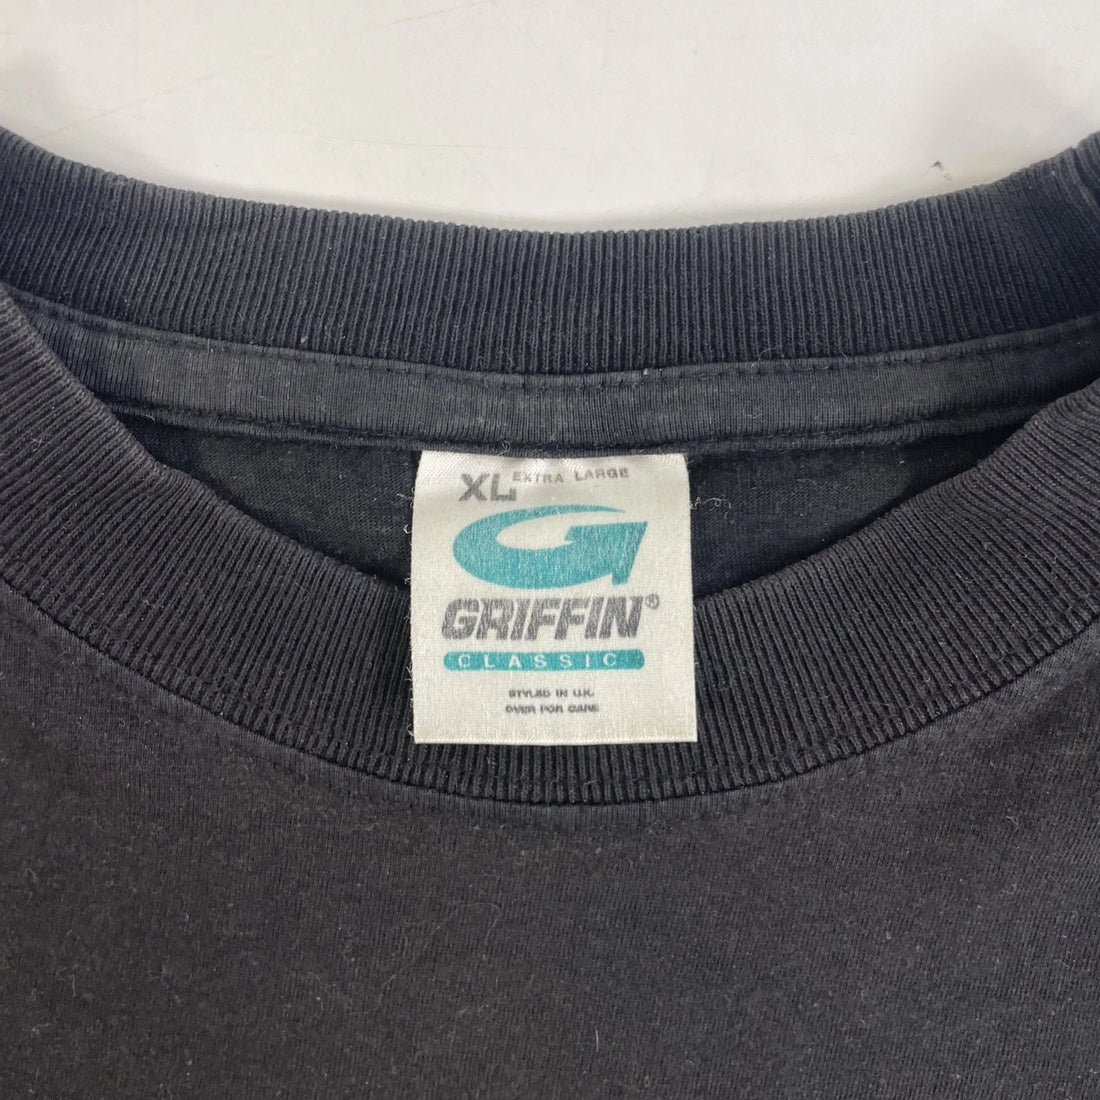 XL EXTRA LARGE
GRIFFIN®
CLASSIC
STYLED IN U.K.
OVER FOR CARE